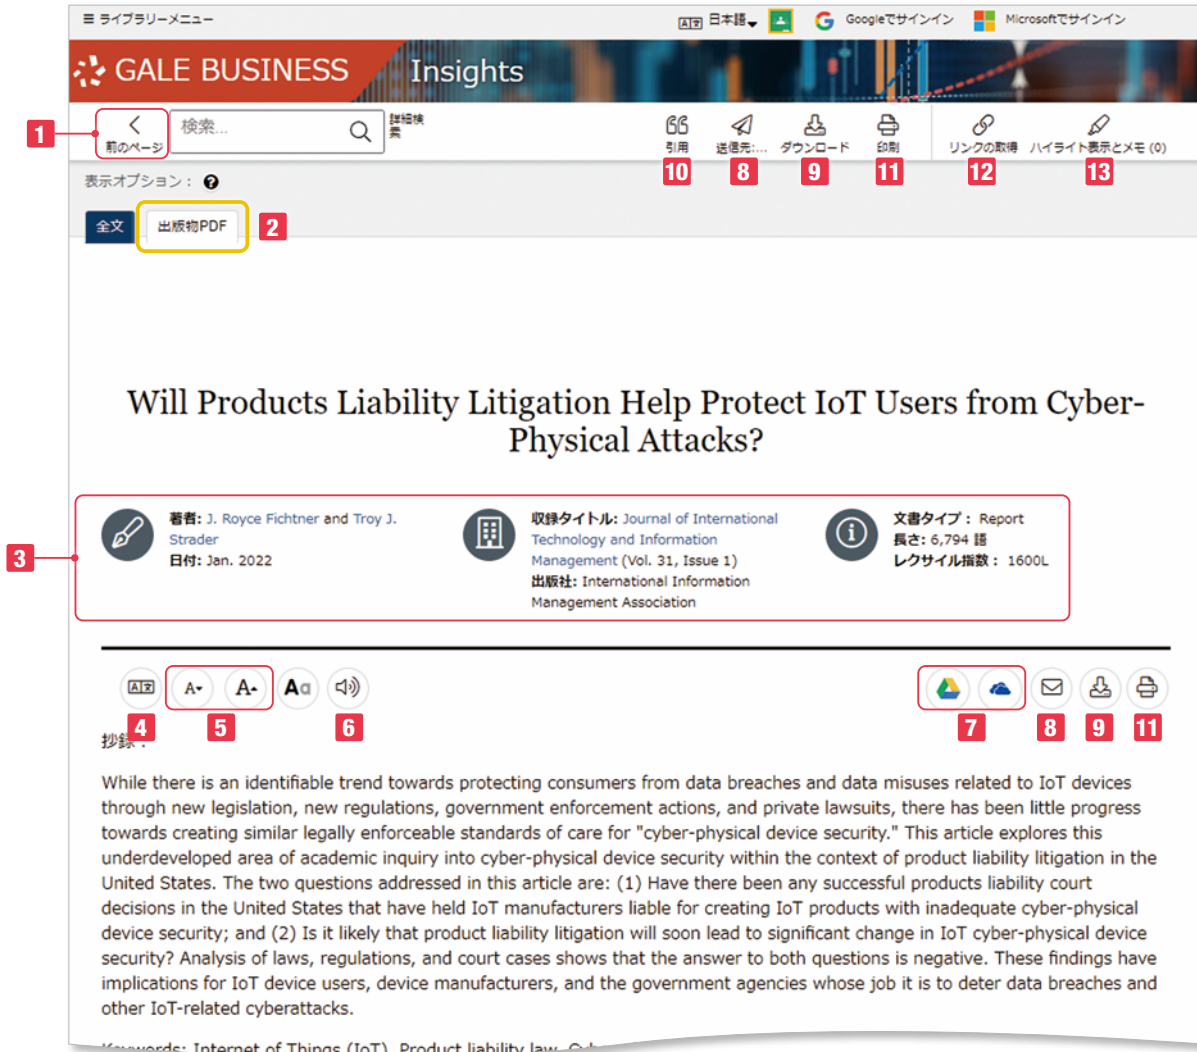 ≡ ライブラリーメニュー
日本語
Googleでサインイン
Microsoftでサインイン
GALE BUSINESS Insights
1
前のページ
検索...
詳細検
索
引用
送信先:...
ダウンロード
印刷
リンクの取得
ハイライト表示とメモ (0)
10
8
9
11
12
13
表示オプション：
全文
出版物PDF
2
Will Products Liability Litigation Help Protect IoT Users from Cyber-
Physical Attacks?
3
著者: J. Royce Fichtner and Troy J.
Strader
日付: Jan. 2022
収録タイトル: Journal of International
Technology and Information
Management (Vol. 31, Issue 1)
出版社: International Information
Management Association
文書タイプ： Report
長さ: 6,794 語
レクサイル指数： 1600L
4
5
6
7
8
9
11
抄録：
While there is an identifiable trend towards protecting consumers from data breaches and data misuses related to IoT devices
through new legislation, new regulations, government enforcement actions, and private lawsuits, there has been little progress
towards creating similar legally enforceable standards of care for "cyber-physical device security." This article explores this
underdeveloped area of academic inquiry into cyber-physical device security within the context of product liability litigation in the
United States. The two questions addressed in this article are: (1) Have there been any successful products liability court
decisions in the United States that have held IoT manufacturers liable for creating IoT products with inadequate cyber-physical
device security; and (2) Is it likely that product liability litigation will soon lead to significant change in IoT cyber-physical device
security? Analysis of laws, regulations, and court cases shows that the answer to both questions is negative. These findings have
implications for IoT device users, device manufacturers, and the government agencies whose job it is to deter data breaches and
other IoT-related cyberattacks.
Keywords: Internet of Things (IoT), Product liability law,